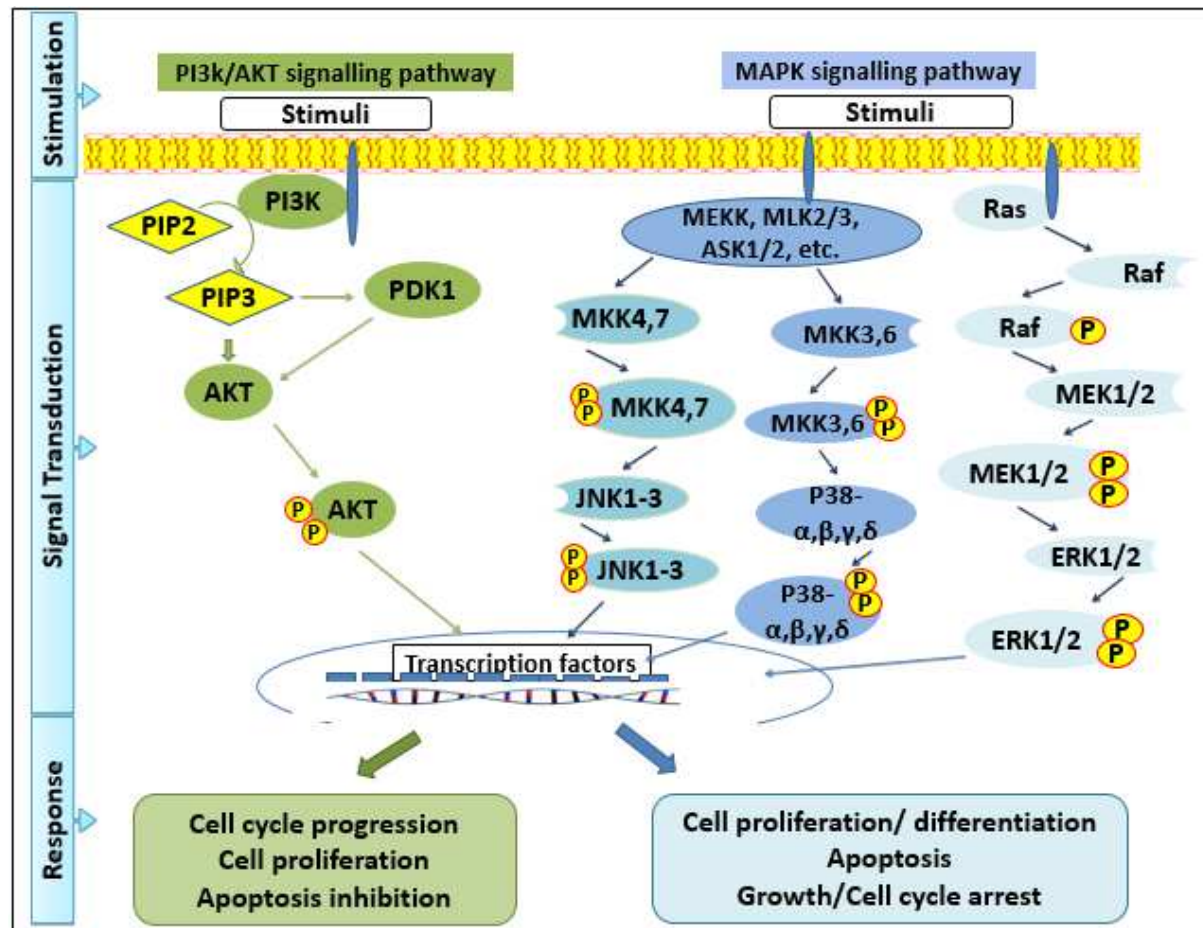 Stimulation
PI3k/AKT signalling pathway
Stimuli
MAPK signalling pathway
Stimuli
Signal Transduction
PI3K
PIP2
PIP3
PDK1
AKT
P
P
AKT
MEKK, MLK2/3,
ASK1/2, etc.
MKK4,7
P
P
MKK4,7
JNK1-3
P
P
JNK1-3
MKK3,6
MKK3,6
P
P
P38-
α,β,γ,δ
P38-
α,β,γ,δ
P
P
Ras
Raf
Raf
P
MEK1/2
MEK1/2
P
P
ERK1/2
ERK1/2
P
P
Transcription factors
Response
Cell cycle progression
Cell proliferation
Apoptosis inhibition
Cell proliferation/ differentiation
Apoptosis
Growth/Cell cycle arrest